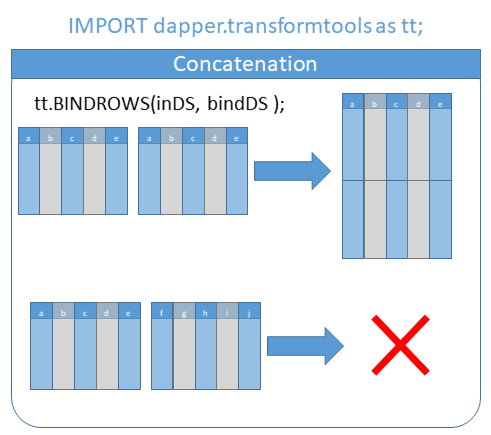 IMPORT dapper.transformtools as tt;
Concatenation
tt.BINDROWS(inDS, bindDS );
a b c d e
a b c d e
a b c d e
a b c d e
f g h i j